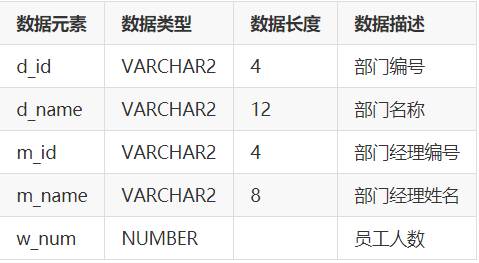 数据元素 数据类型 数据长度 数据描述
d_id VARCHAR2 4 部门编号
d_name VARCHAR2 12 部门名称
m_id VARCHAR2 4 部门经理编号
m_name VARCHAR2 8 部门经理姓名
w_num NUMBER 员工人数